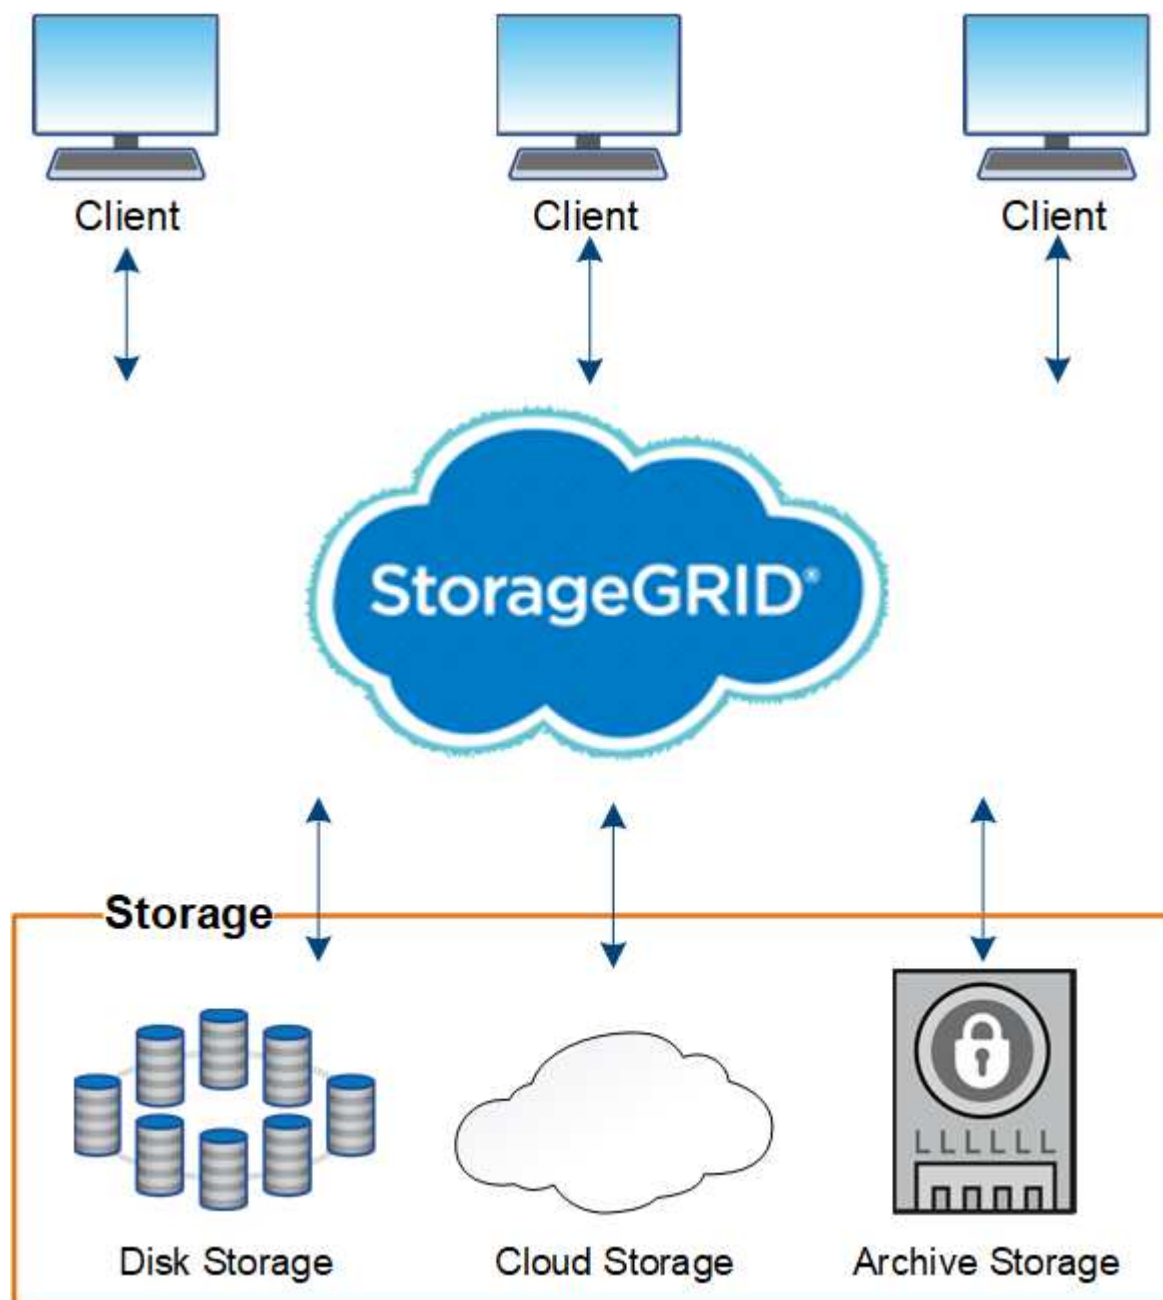 Client
Client
Client
StorageGRID®
Storage
L L L L L L
Disk Storage
Cloud Storage
Archive Storage